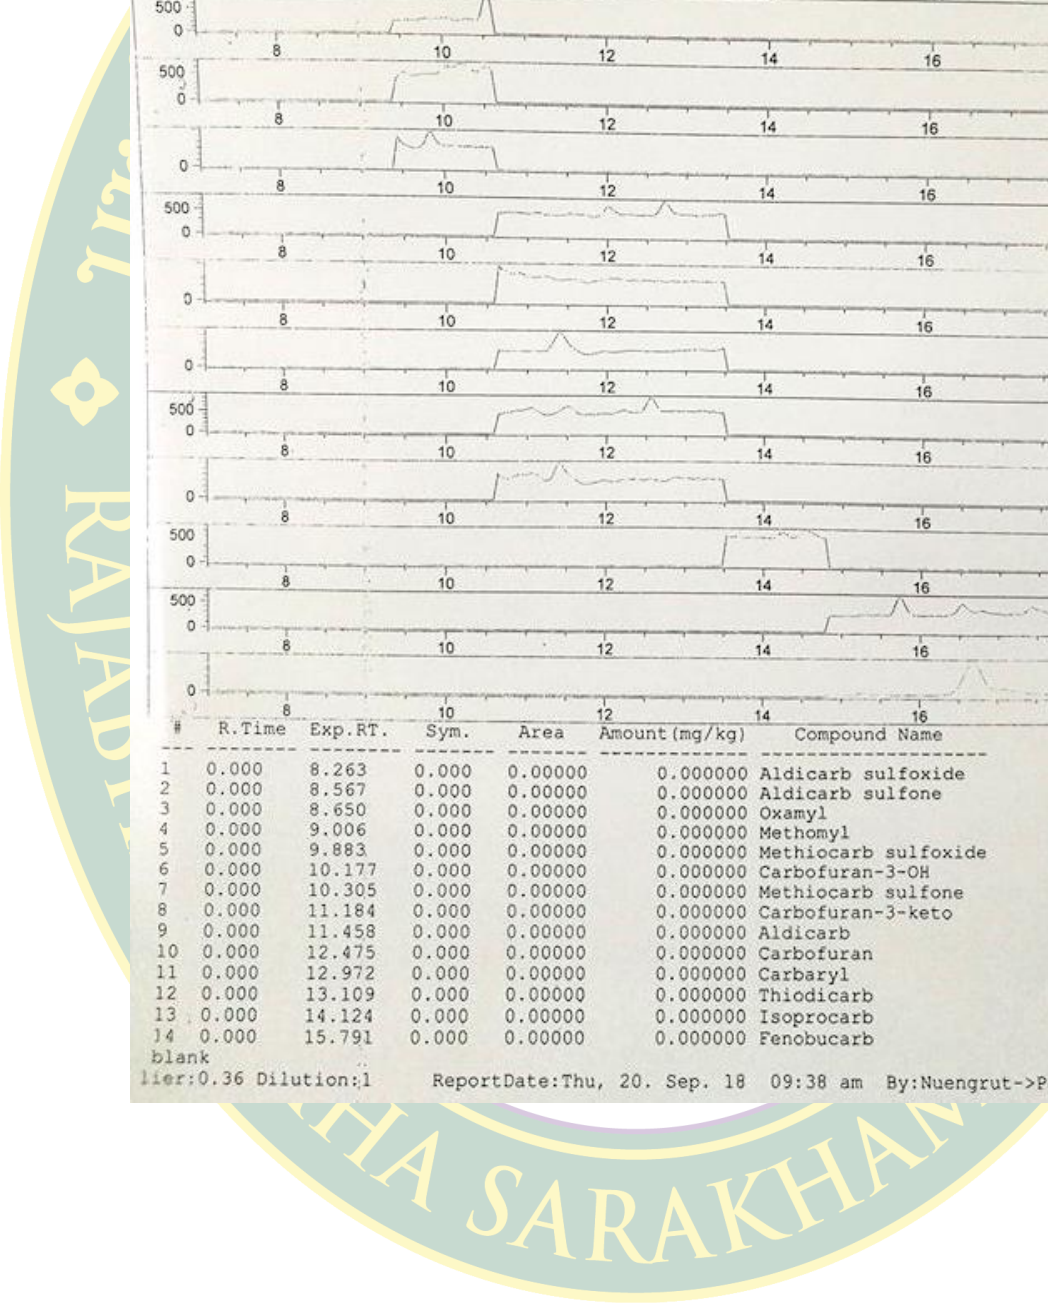 500
0
8 10 12 14 16
500
0
8 10 12 14 16
0
8 10 12 14 16
500
0
8 10 12 14 16
0
8 10 12 14 16
0
8 10 12 14 16
500
0
8 10 12 14 16
0
8 10 12 14 16
500
0
8 10 12 14 16
500
0
8 10 12 14 16
0
8 10 12 14 16
# R.Time Exp.RT. Sym. Area Amount(mg/kg) Compound Name
1 0.000 8.263 0.000 0.00000 0.000000 Aldicarb sulfoxide
2 0.000 8.567 0.000 0.00000 0.000000 Aldicarb sulfone
3 0.000 8.650 0.000 0.00000 0.000000 Oxamyl
4 0.000 9.006 0.000 0.00000 0.000000 Methomyl
5 0.000 9.883 0.000 0.00000 0.000000 Methiocarb sulfoxide
6 0.000 10.177 0.000 0.00000 0.000000 Carbofuran-3-OH
7 0.000 10.305 0.000 0.00000 0.000000 Methiocarb sulfone
8 0.000 11.184 0.000 0.00000 0.000000 Carbofuran-3-keto
9 0.000 11.458 0.000 0.00000 0.000000 Aldicarb
10 0.000 12.475 0.000 0.00000 0.000000 Carbofuran
11 0.000 12.972 0.000 0.00000 0.000000 Carbaryl
12 0.000 13.109 0.000 0.00000 0.000000 Thiodicarb
13 0.000 14.124 0.000 0.00000 0.000000 Isoprocarb
14 0.000 15.791 0.000 0.00000 0.000000 Fenobucarb
blank
lier:0.36 Dilution:1 ReportDate:Thu, 20. Sep. 18 09:38 am By:Nuengrut->P
SARAKHAM